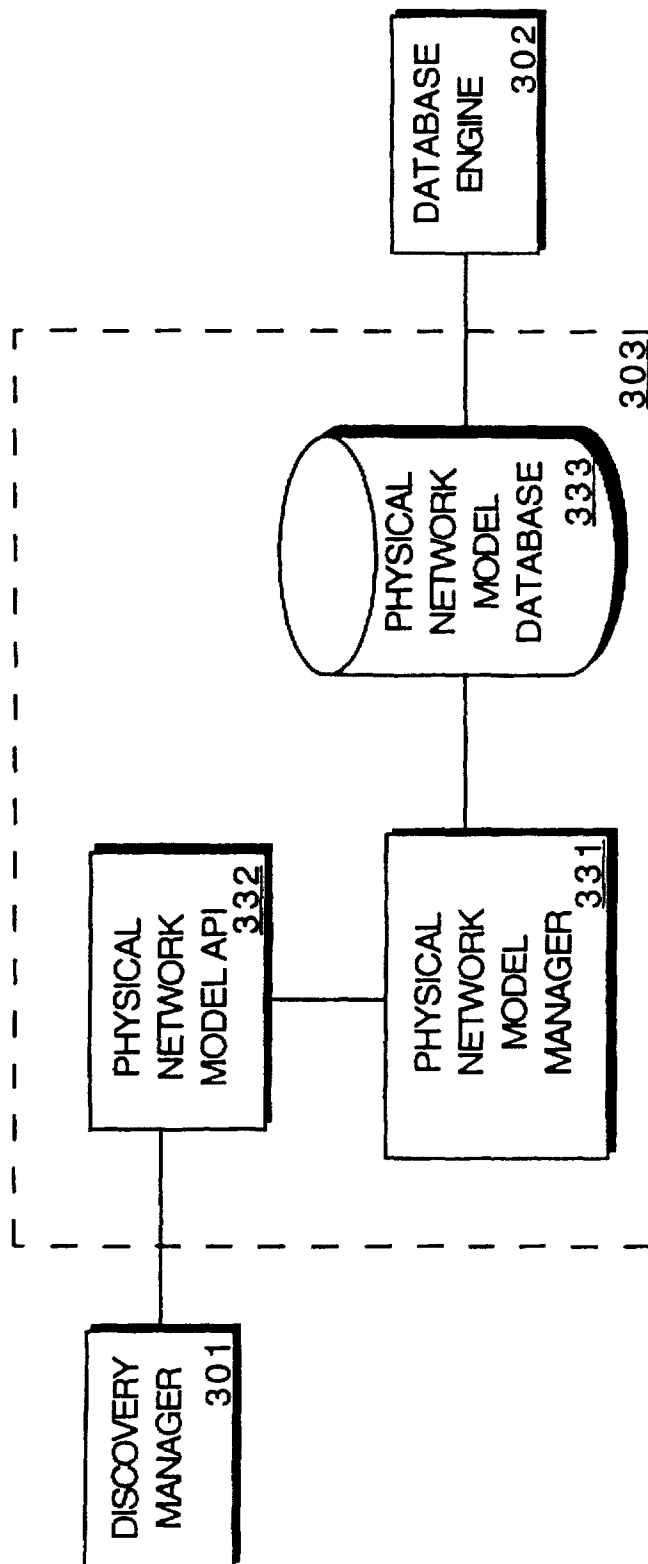 DISCOVERY
MANAGER
301
PHYSICAL
NETWORK
MODEL API
332
PHYSICAL
NETWORK
MODEL
MANAGER
331
PHYSICAL
NETWORK
MODEL
DATABASE
333
303
DATABASE
ENGINE
302